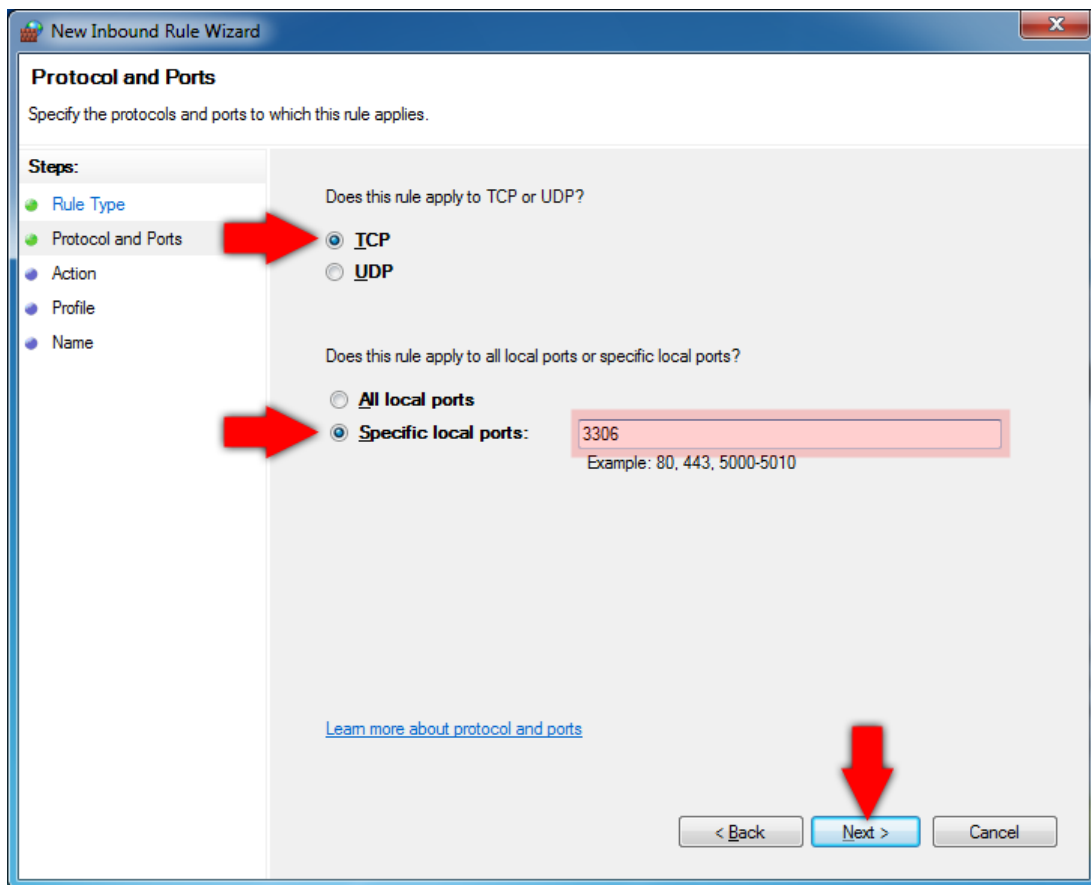 New Inbound Rule Wizard
Protocol and Ports
Specify the protocols and ports to which this rule applies.
Steps:
Rule Type
Protocol and Ports
Action
Profile
Name
Does this rule apply to TCP or UDP?
TCP
UDP
Does this rule apply to all local ports or specific local ports?
All local ports
Specific local ports: 3306
Example: 80, 443, 5000-5010
Learn more about protocol and ports
< Back Next > Cancel